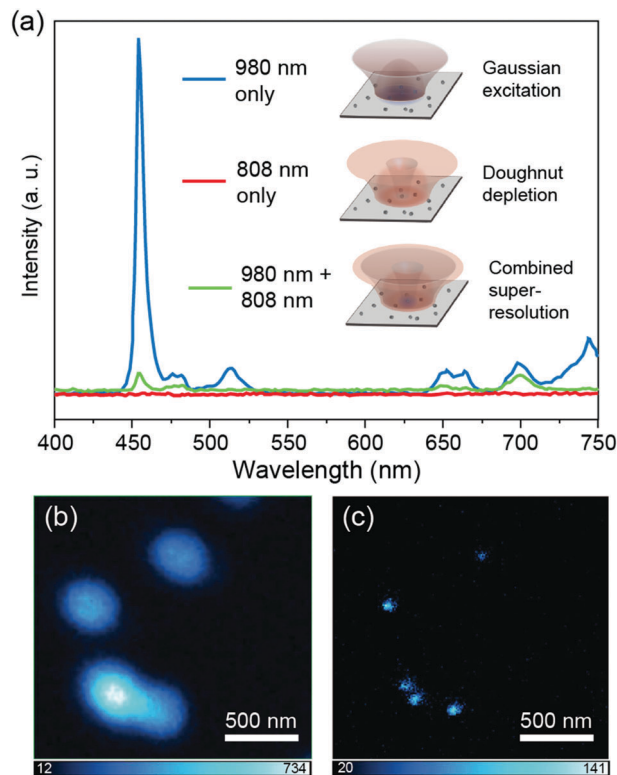 (a)
980 nm
only
Gaussian
excitation
808 nm
only
Doughnut
depletion
980 nm +
808 nm
Combined
super-
resolution
Intensity (a. u.)
400 450 500 550 600 650 700 750
Wavelength (nm)
(b)
500 nm
12 734
(c)
500 nm
20 141